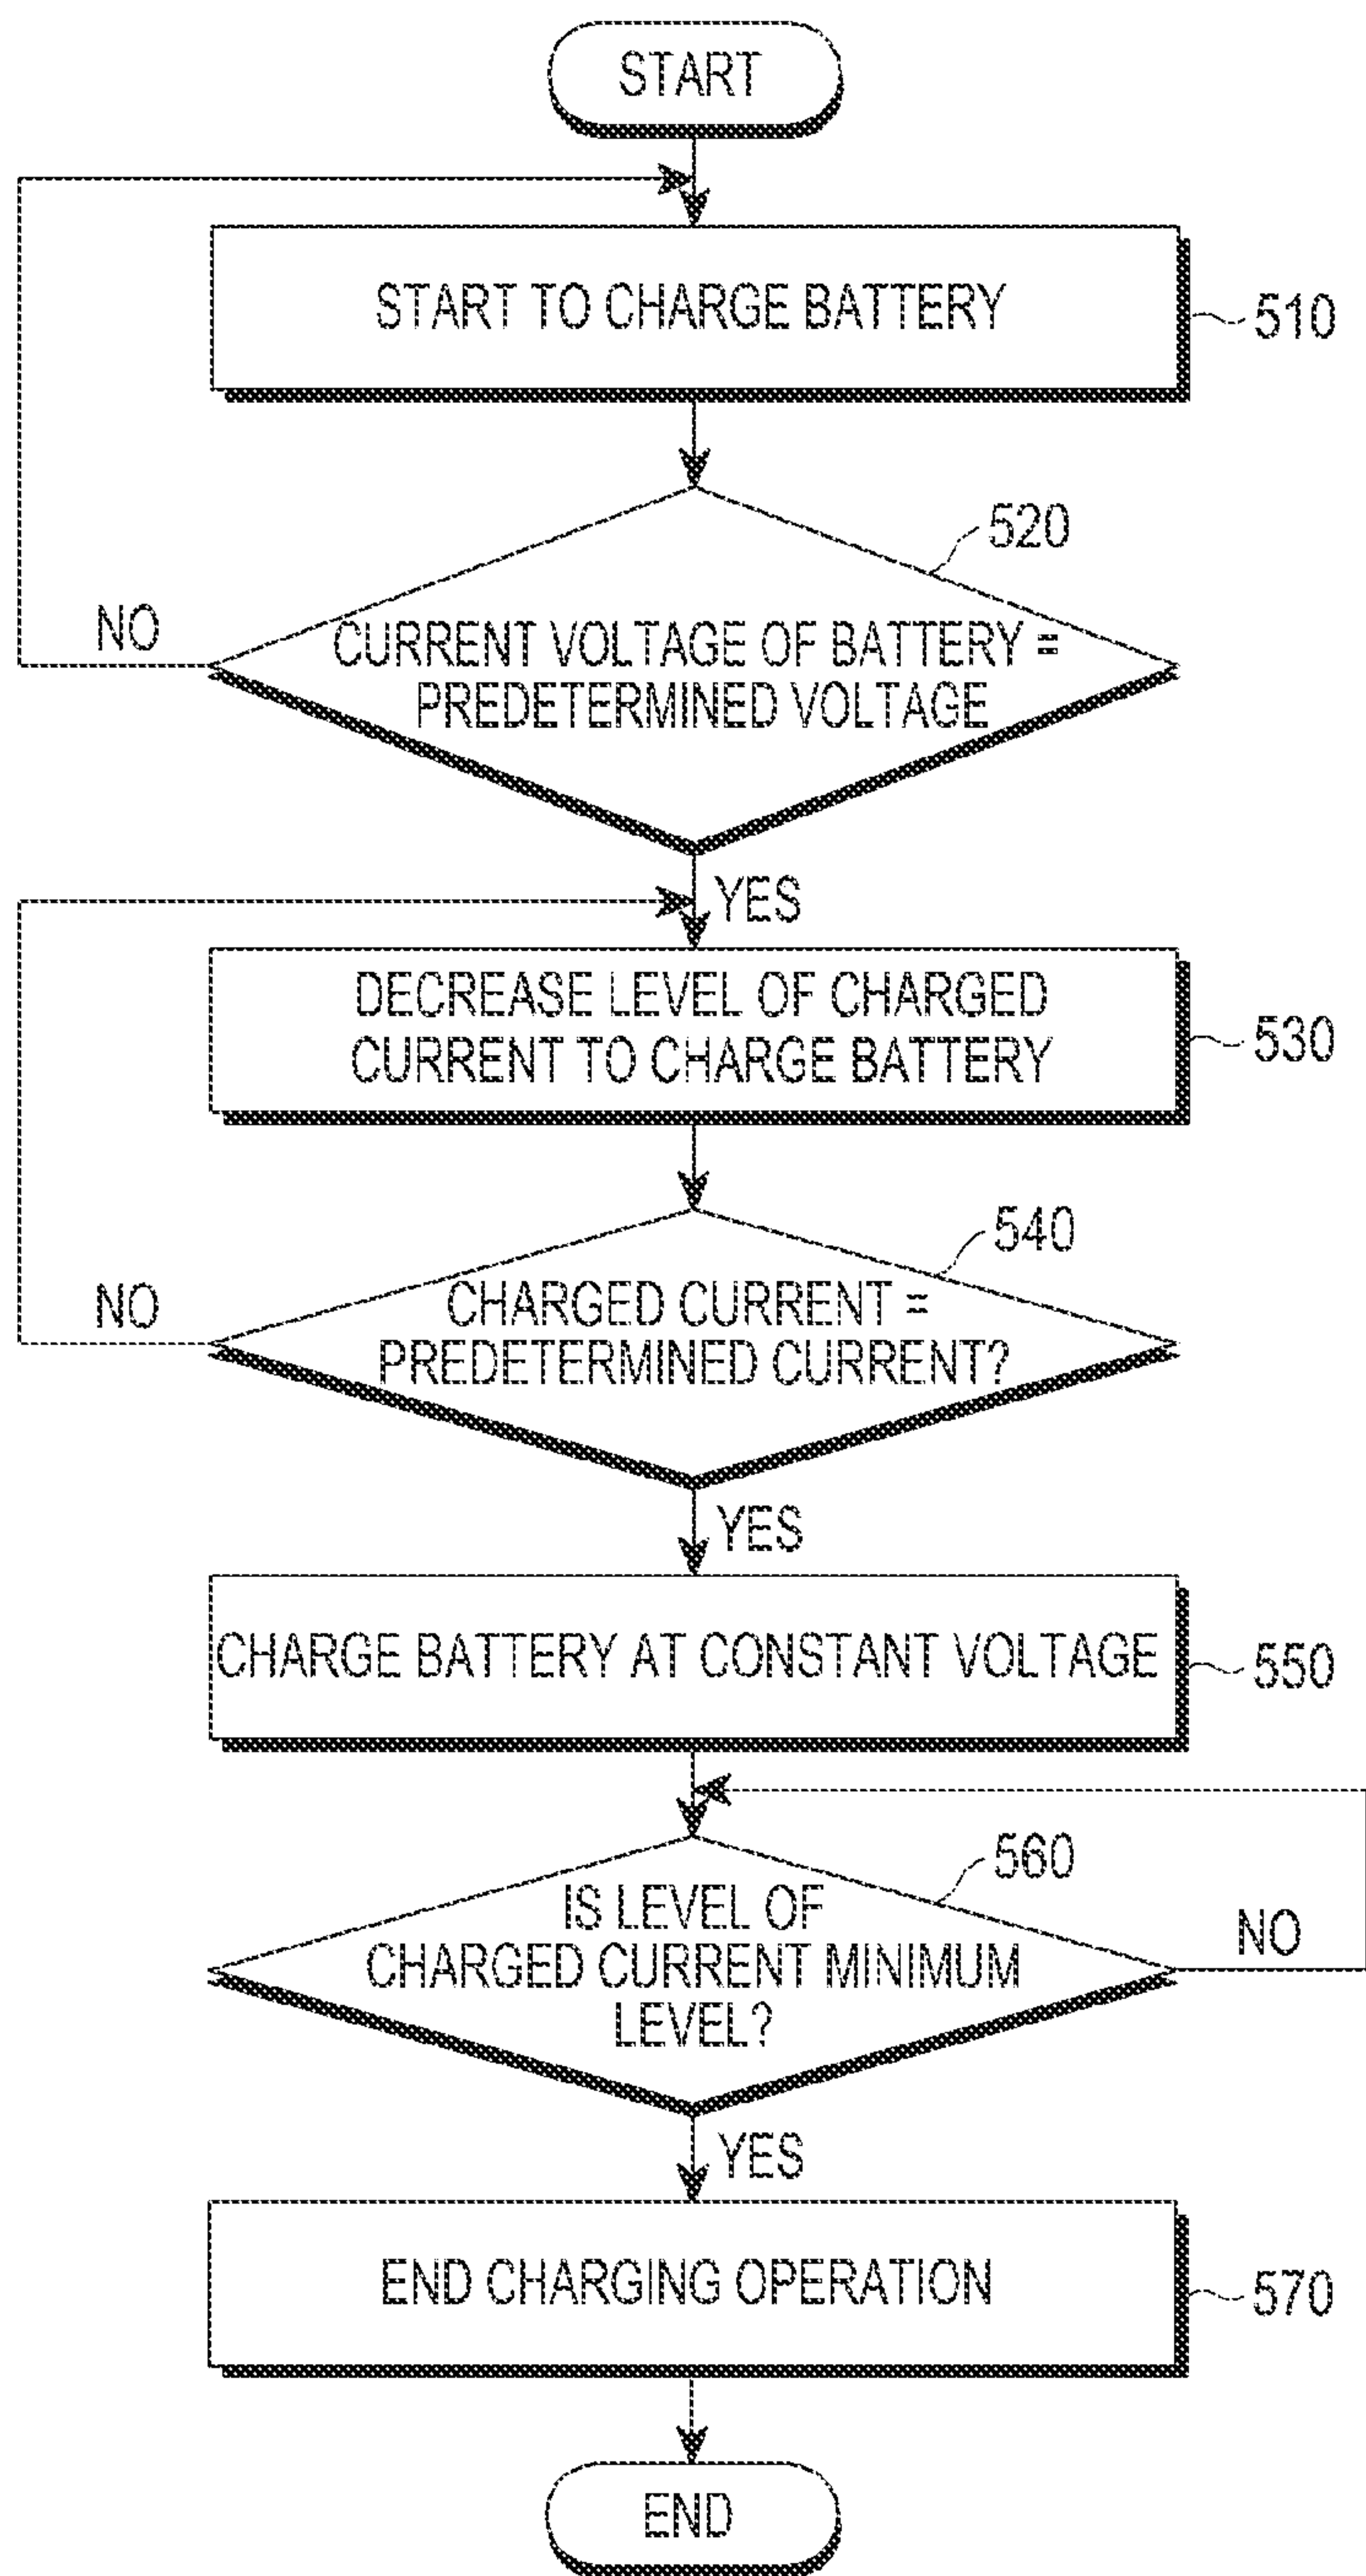 START
START TO CHARGE BATTERY
510
520
CURRENT VOLTAGE OF BATTERY =
PREDETERMINED VOLTAGE
NO
YES
DECREASE LEVEL OF CHARGED
CURRENT TO CHARGE BATTERY
530
540
CHARGED CURRENT =
PREDETERMINED CURRENT?
NO
YES
CHARGE BATTERY AT CONSTANT VOLTAGE
550
560
IS LEVEL OF
CHARGED CURRENT MINIMUM
LEVEL?
NO
YES
END CHARGING OPERATION
570
END